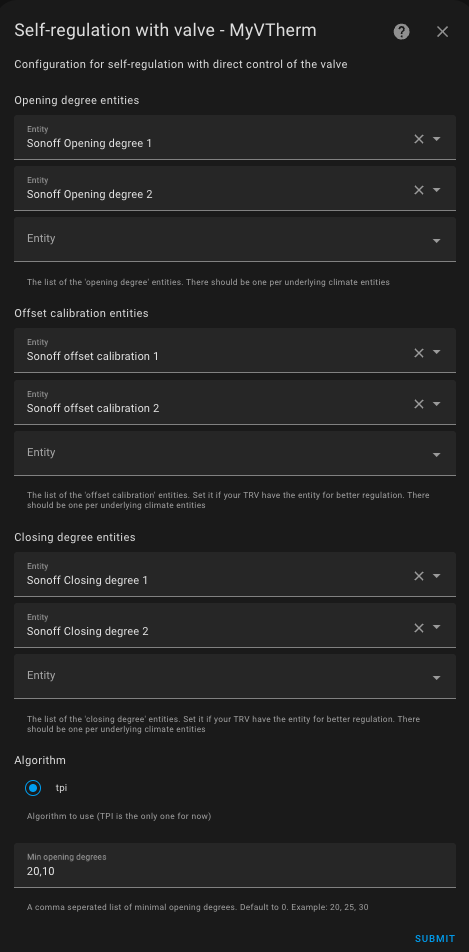 Self-regulation with valve - MyVTherm
Configuration for self-regulation with direct control of the valve
Opening degree entities
Entity
Sonoff Opening degree 1
Entity
Sonoff Opening degree 2
Entity
The list of the 'opening degree' entities. There should be one per underlying climate entities
Offset calibration entities
Entity
Sonoff offset calibration 1
Entity
Sonoff offset calibration 2
Entity
The list of the 'offset calibration' entities. Set it if your TRV have the entity for better regulation. There
should be one per underlying climate entities
Closing degree entities
Entity
Sonoff Closing degree 1
Entity
Sonoff Closing degree 2
Entity
The list of the 'closing degree' entities. Set it if your TRV have the entity for better regulation. There
should be one per underlying climate entities
Algorithm
tpi
Algorithm to use (TPI is the only one for now)
Min opening degrees
20,10
A comma seperated list of minimal opening degrees. Default to 0. Example: 20, 25, 30
SUBMIT